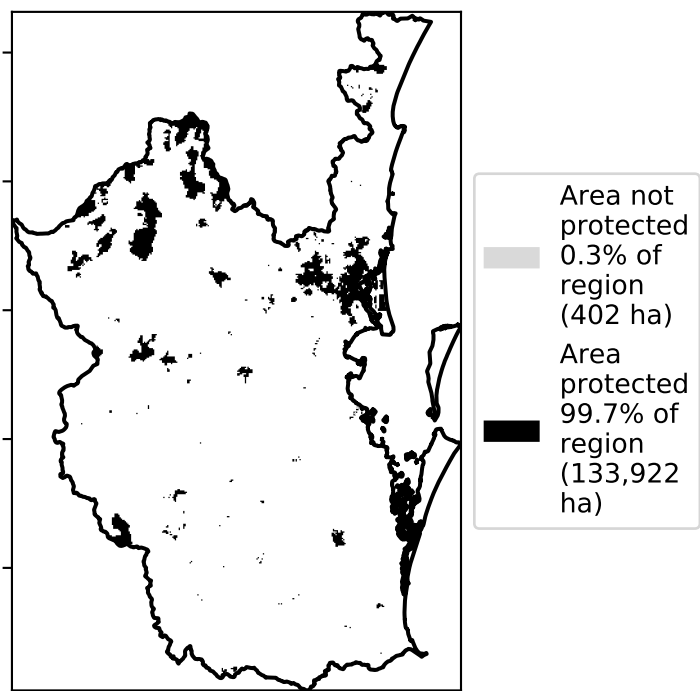 Area not
protected
0.3% of
region
(402 ha)
Area
protected
99.7% of
region
(133,922
ha)